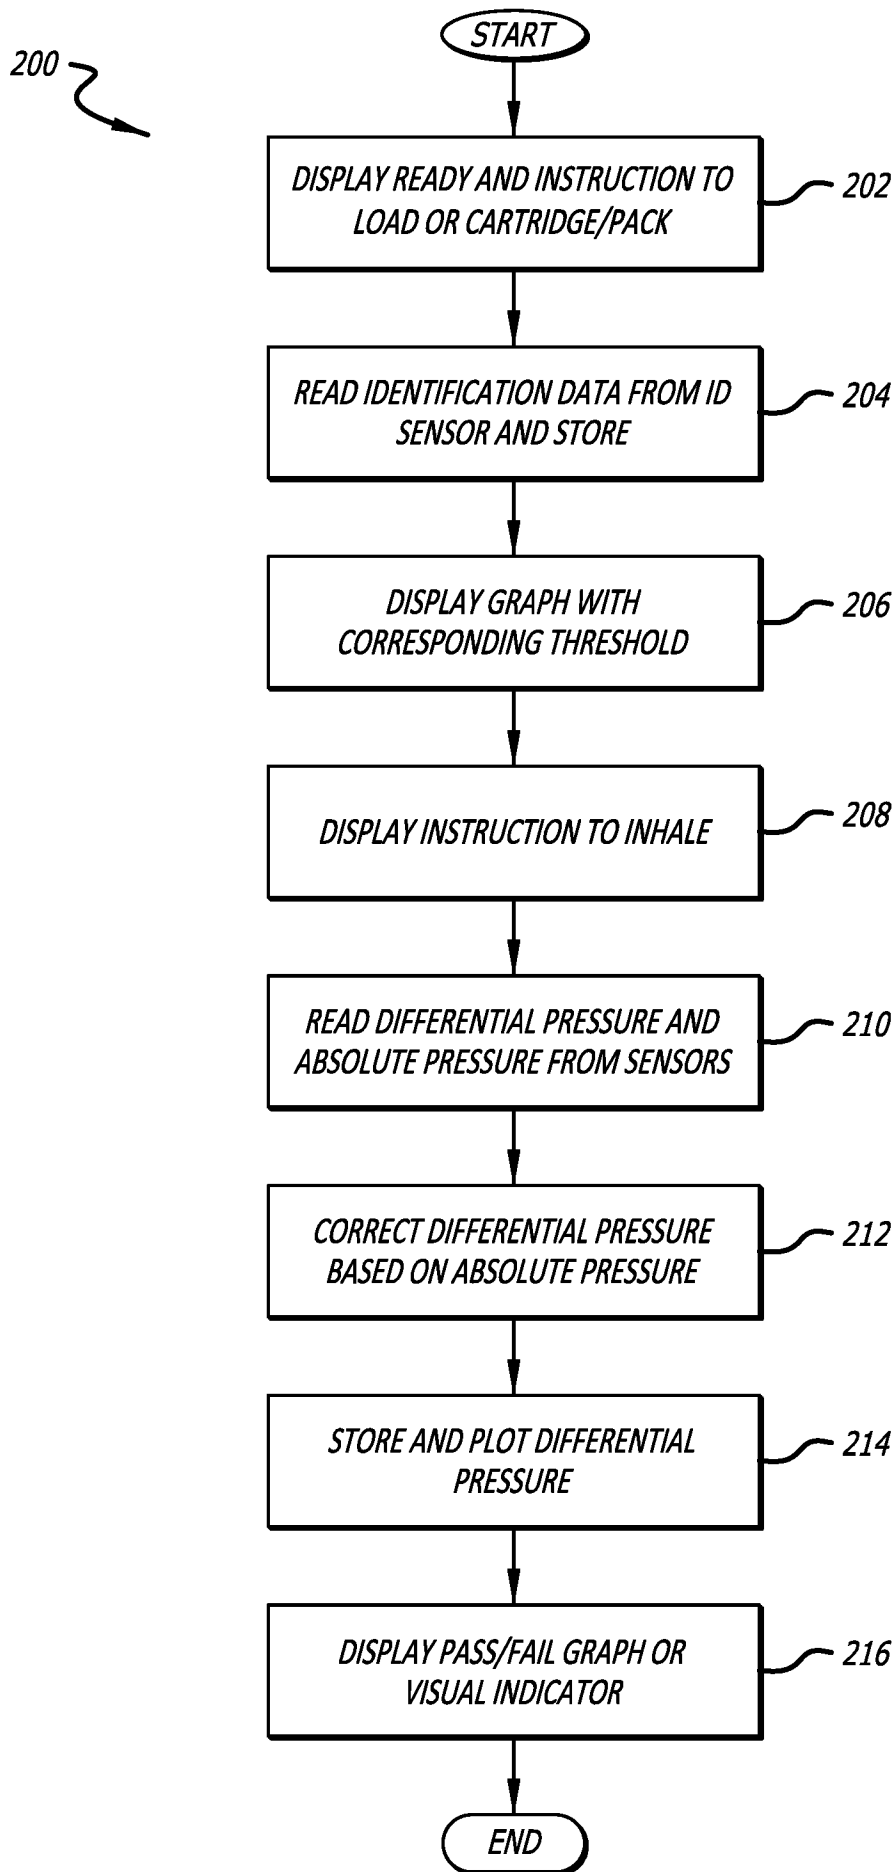 START
200
DISPLAY READY AND INSTRUCTION TO
LOAD OR CARTRIDGE/PACK
202
READ IDENTIFICATION DATA FROM ID
SENSOR AND STORE
204
DISPLAY GRAPH WITH
CORRESPONDING THRESHOLD
206
DISPLAY INSTRUCTION TO INHALE
208
READ DIFFERENTIAL PRESSURE AND
ABSOLUTE PRESSURE FROM SENSORS
210
CORRECT DIFFERENTIAL PRESSURE
BASED ON ABSOLUTE PRESSURE
212
STORE AND PLOT DIFFERENTIAL
PRESSURE
214
DISPLAY PASS/FAIL GRAPH OR
VISUAL INDICATOR
216
END